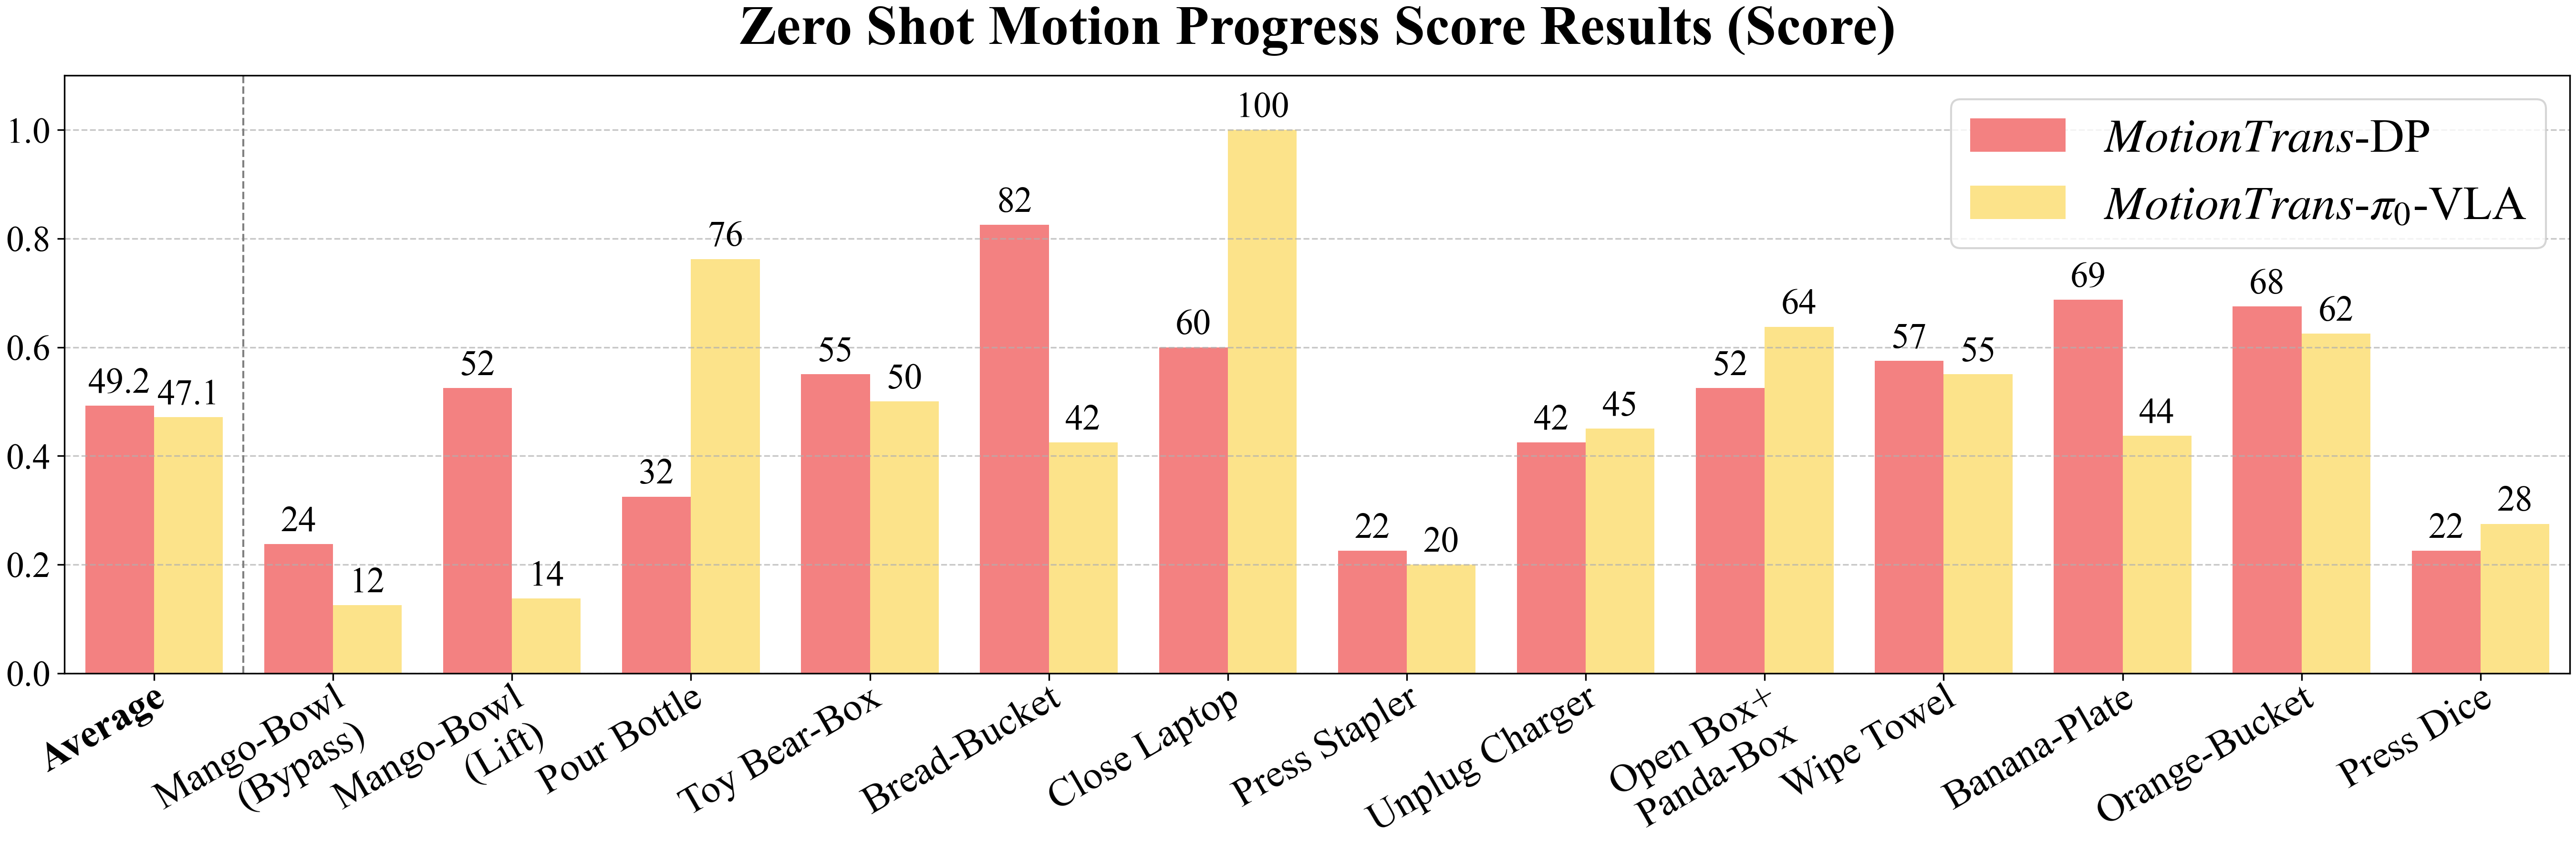 Zero Shot Motion Progress Score Results (Score)
MotionTrans-DP
MotionTrans-π₀-VLA
1.0
0.8
0.6
0.4
0.2
0.0
49.2 47.1
24 12
52 14
32 76
55 50
82 42
60 100
22 20
42 45
52 64
57 55
69 44
68 62
22 28
Average
Mango-Bowl
(Bypass)
Mango-Bowl
(Lift)
Pour Bottle
Toy Bear-Box
Bread-Bucket
Close Laptop
Press Stapler
Unplug Charger
Open Box+
Panda-Box
Wipe Towel
Banana-Plate
Orange-Bucket
Press Dice